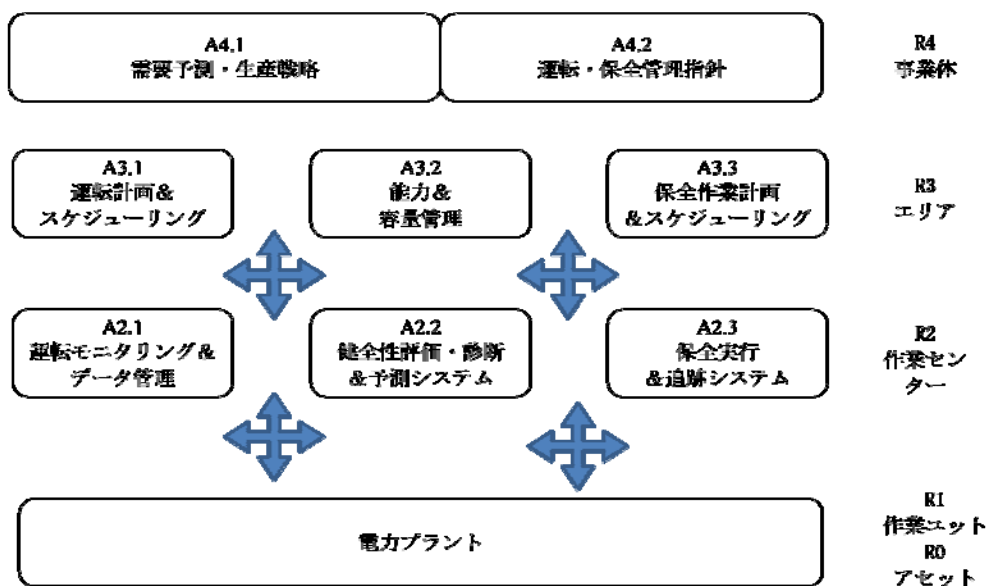 A4.1
需要予測・生産戦略
A4.2
運転・保全管理指針
R4
事業体
A3.1
運転計画&
スケジューリング
A3.2
能力&
容量管理
A3.3
保全作業計画
&スケジューリング
R3
エリア
A2.1
運転モニタリング&
データ管理
A2.2
健全性評価・診断
&予測システム
A2.3
保全実行
&追跡システム
R2
作業セン
ター
電力プラント
R1
作業エット
R0
アセット